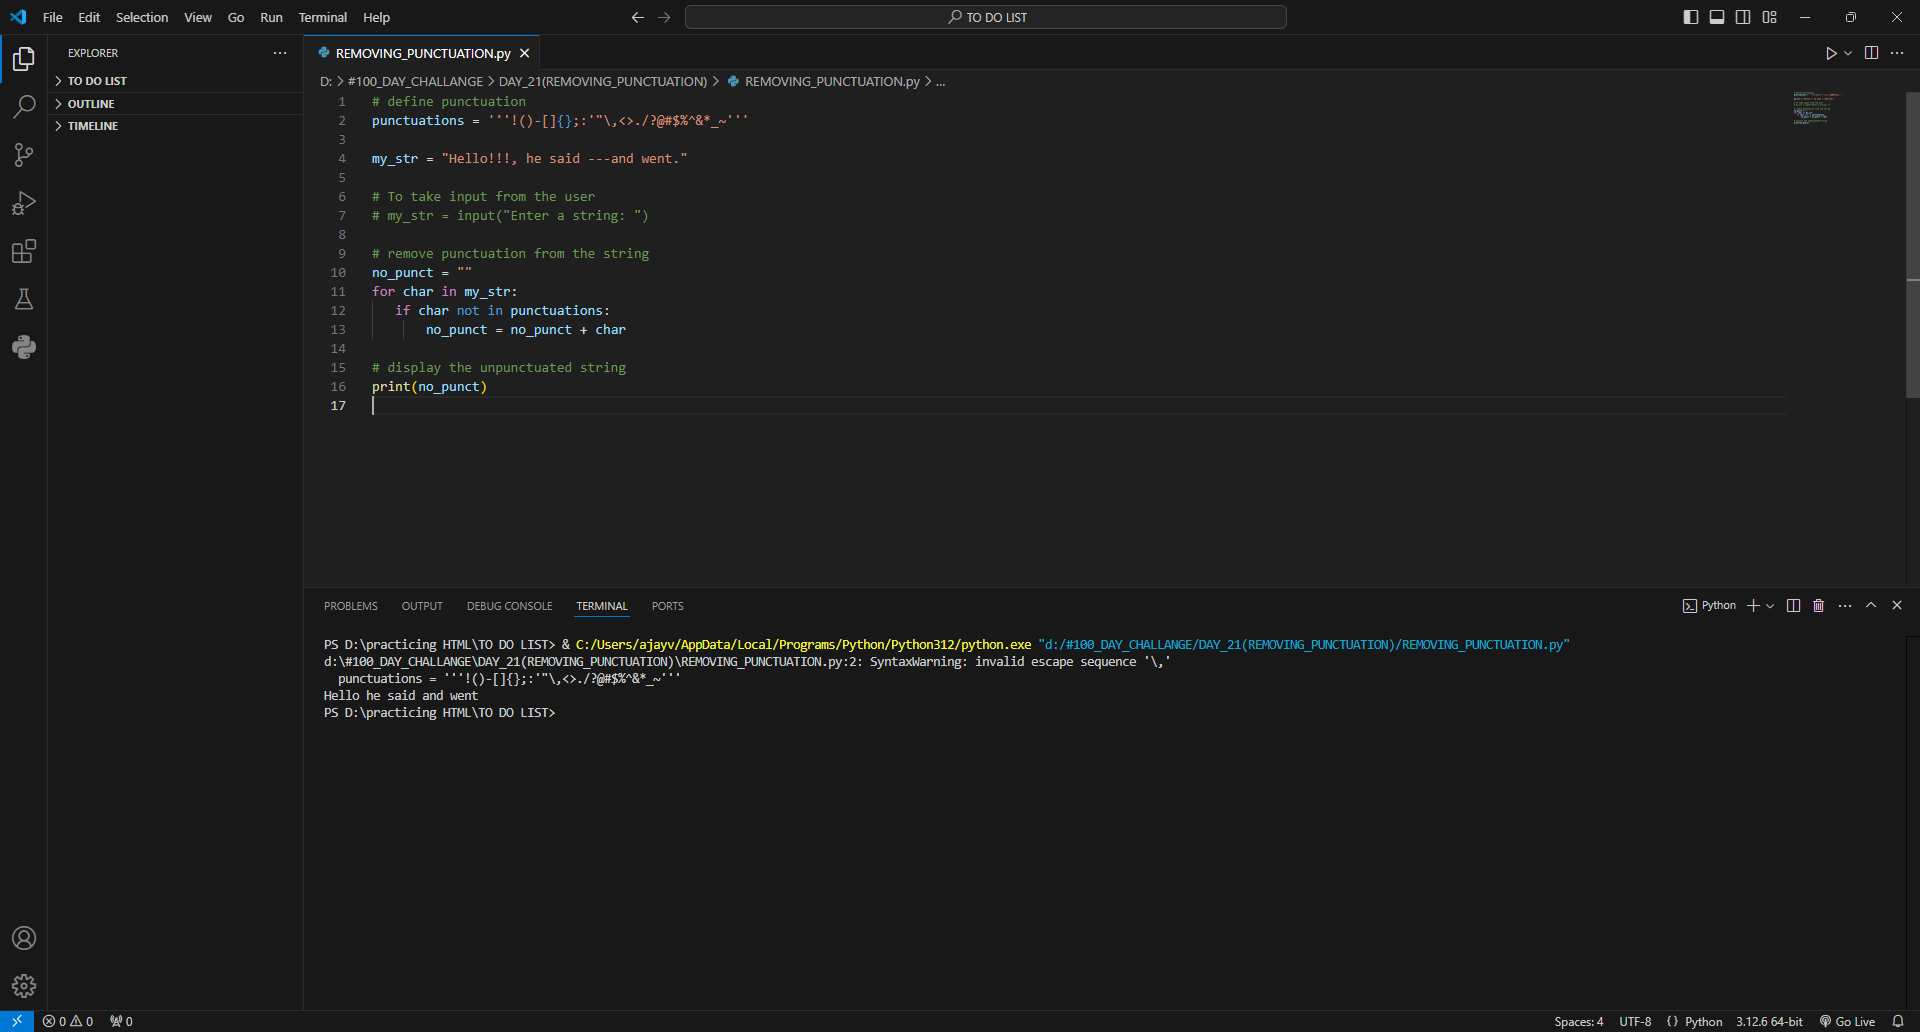 File Edit Selection View Go Run Terminal Help
TO DO LIST
EXPLORER
TO DO LIST
OUTLINE
TIMELINE
REMOVING_PUNCTUATION.py
D: > #100_DAY_CHALLANGE > DAY_21(REMOVING_PUNCTUATION) > REMOVING_PUNCTUATION.py > ...
1 # define punctuation
2 punctuations = '''!()-[]{};:'"\,<>./?@#$%^&*_~'''
3
4 my_str = "Hello!!!, he said ---and went."
5
6 # To take input from the user
7 # my_str = input("Enter a string: ")
8
9 # remove punctuation from the string
10 no_punct = ""
11 for char in my_str:
12 if char not in punctuations:
13 no_punct = no_punct + char
14
15 # display the unpunctuated string
16 print(no_punct)
17
PROBLEMS OUTPUT DEBUG CONSOLE TERMINAL PORTS
Python
PS D:\practicing HTML\TO DO LIST> & C:/Users/ajayv/AppData/Local/Programs/Python/Python312/python.exe "d:/#100_DAY_CHALLANGE/DAY_21(REMOVING_PUNCTUATION)/REMOVING_PUNCTUATION.py"
d:\#100_DAY_CHALLANGE\DAY_21(REMOVING_PUNCTUATION)\REMOVING_PUNCTUATION.py:2: SyntaxWarning: invalid escape sequence '\,'
punctuations = '''!()-[]{};:'"\,<>./?@#$%^&*_~'''
Hello he said and went
PS D:\practicing HTML\TO DO LIST>
0 0 0
Spaces: 4 UTF-8 {} Python 3.12.6 64-bit Go Live